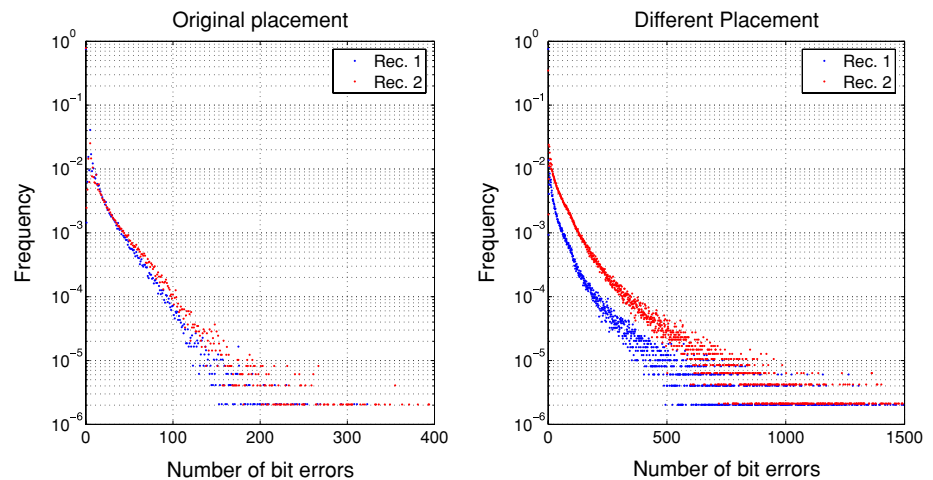 Original placement
10^0
10^-1
10^-2
10^-3
10^-4
10^-5
10^-6
Frequency
Rec. 1
Rec. 2
0 100 200 300 400
Number of bit errors
Different Placement
10^0
10^-1
10^-2
10^-3
10^-4
10^-5
10^-6
Frequency
Rec. 1
Rec. 2
0 500 1000 1500
Number of bit errors